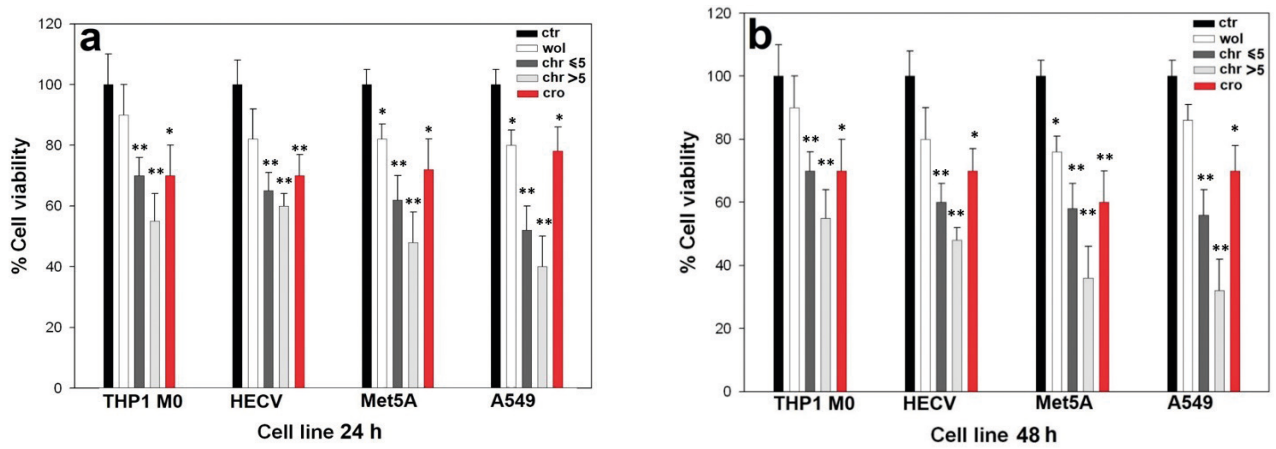 a
120
100
80
60
40
20
0
% Cell viability
ctr
wol
chr ⩽5
chr >5
cro
** ** *
** ** **
* ** ** *
* ** ** *
THP1 M0 HECV Met5A A549
Cell line 24 h
b
120
100
80
60
40
20
0
% Cell viability
ctr
wol
chr ⩽5
chr >5
cro
** ** *
** ** *
* ** ** **
** ** *
THP1 M0 HECV Met5A A549
Cell line 48 h